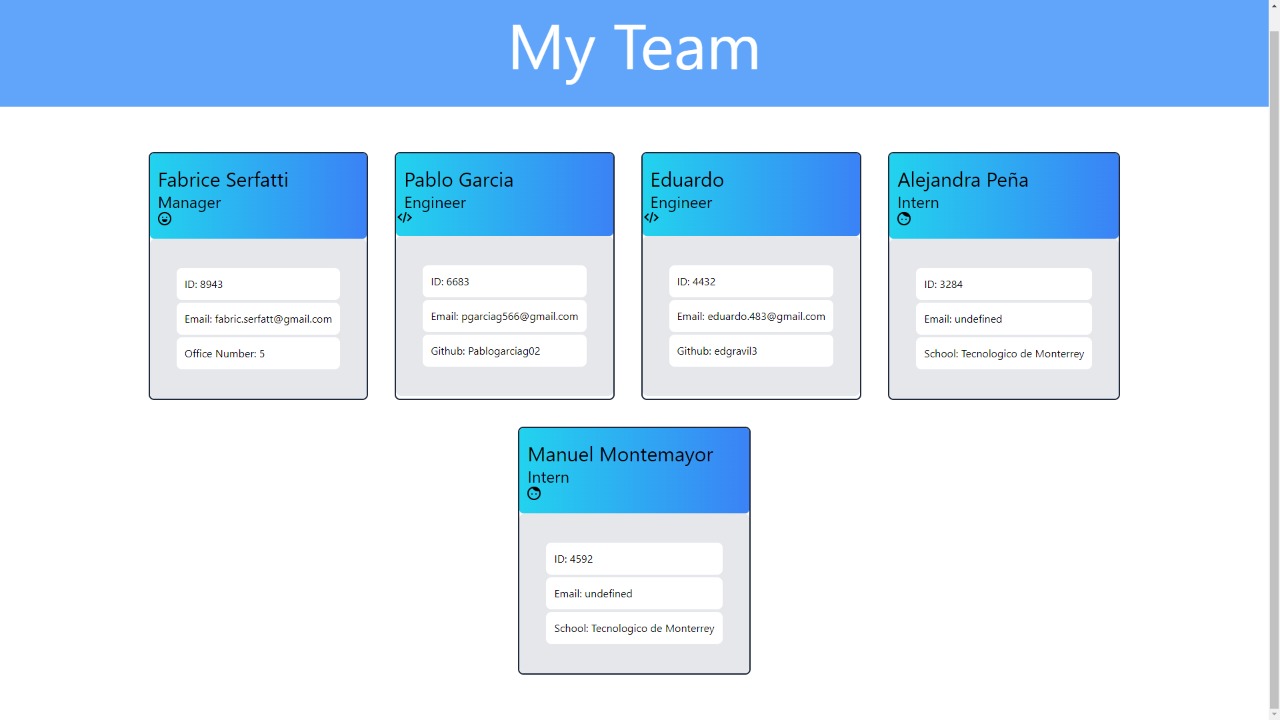 My Team
Fabrice Serfatti
Manager
ID: 8943
Email: fabric.serfatt@gmail.com
Office Number: 5
Pablo Garcia
Engineer
ID: 6683
Email: pgarciag566@gmail.com
Github: Pablogarciag02
Eduardo
Engineer
ID: 4432
Email: eduardo.483@gmail.com
Github: edgravil3
Alejandra Peña
Intern
ID: 3284
Email: undefined
School: Tecnologico de Monterrey
Manuel Montemayor
Intern
ID: 4592
Email: undefined
School: Tecnologico de Monterrey